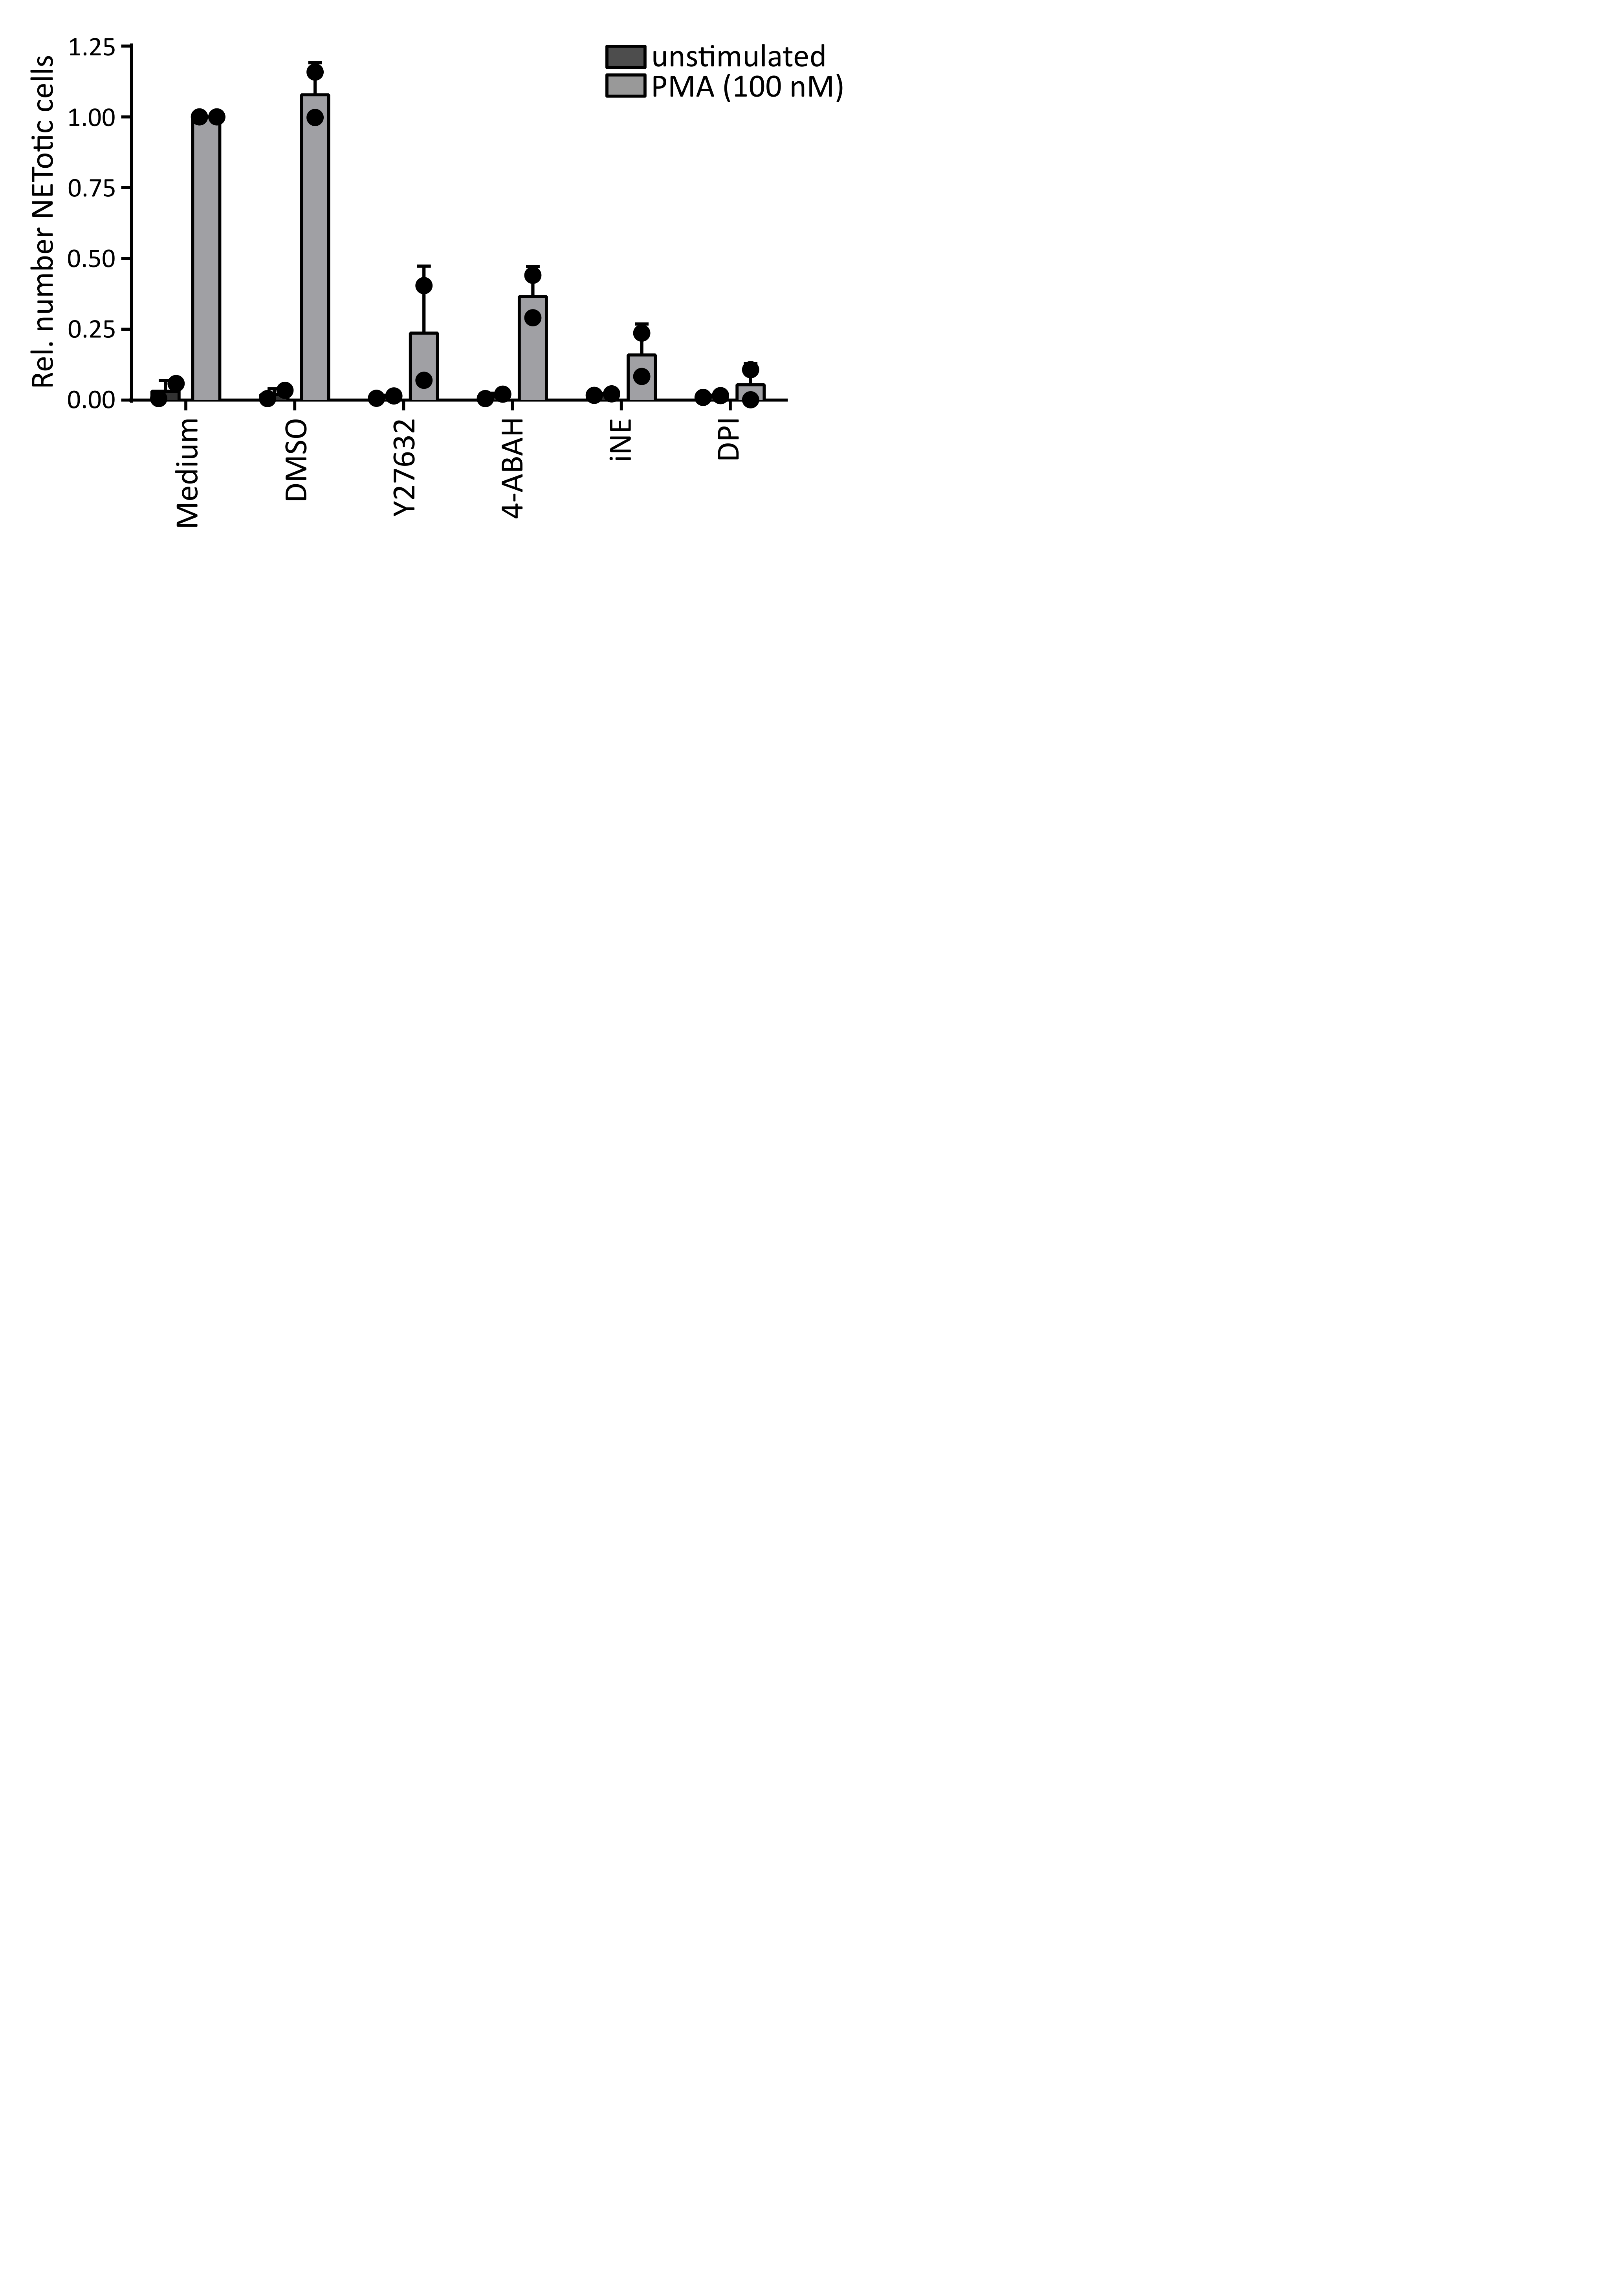 Rel. number NETotic cells
1.25
1.00
0.75
0.50
0.25
0.00
unstimulated
PMA (100 nM)
Medium
DMSO
Y27632
4-ABAH
iNE
DPI